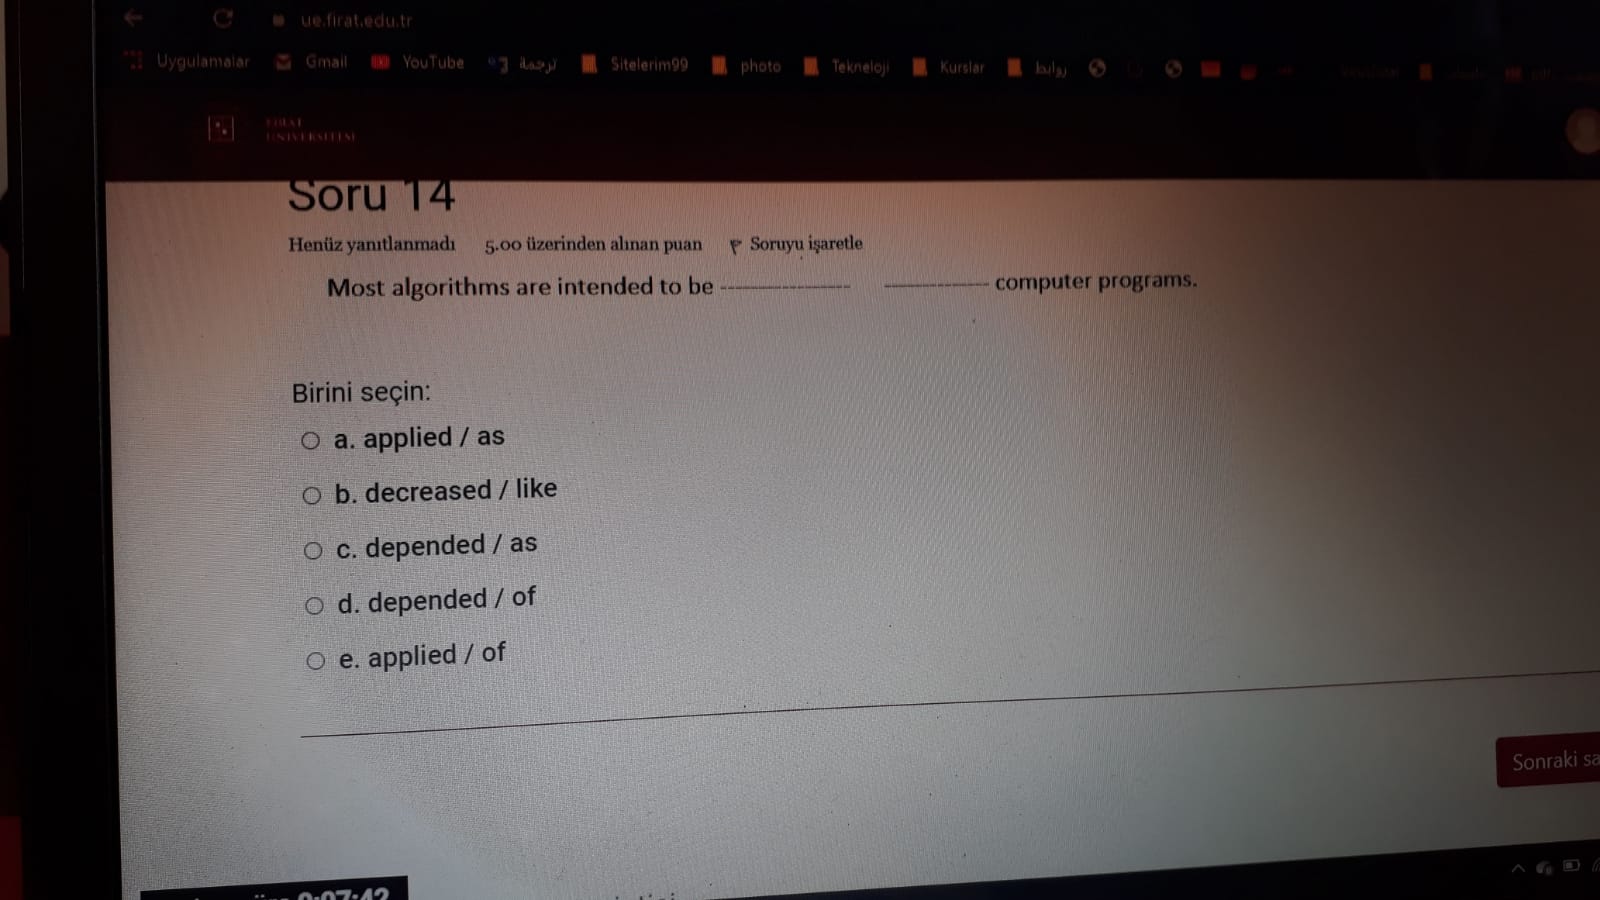 ue.firat.edu.tr
Uygulamalar Gmail YouTube ترجمة Sitelerim99 photo Tekneloji Kurslar روابط
FIRAT
ÜNİVERSİTESİ
Soru 14
Henüz yanıtlanmadı 5.00 üzerinden alınan puan Soruyu işaretle
Most algorithms are intended to be ---------------- ------------- computer programs.
Birini seçin:
a. applied / as
b. decreased / like
c. depended / as
d. depended / of
e. applied / of
Sonraki sa
0:07:42